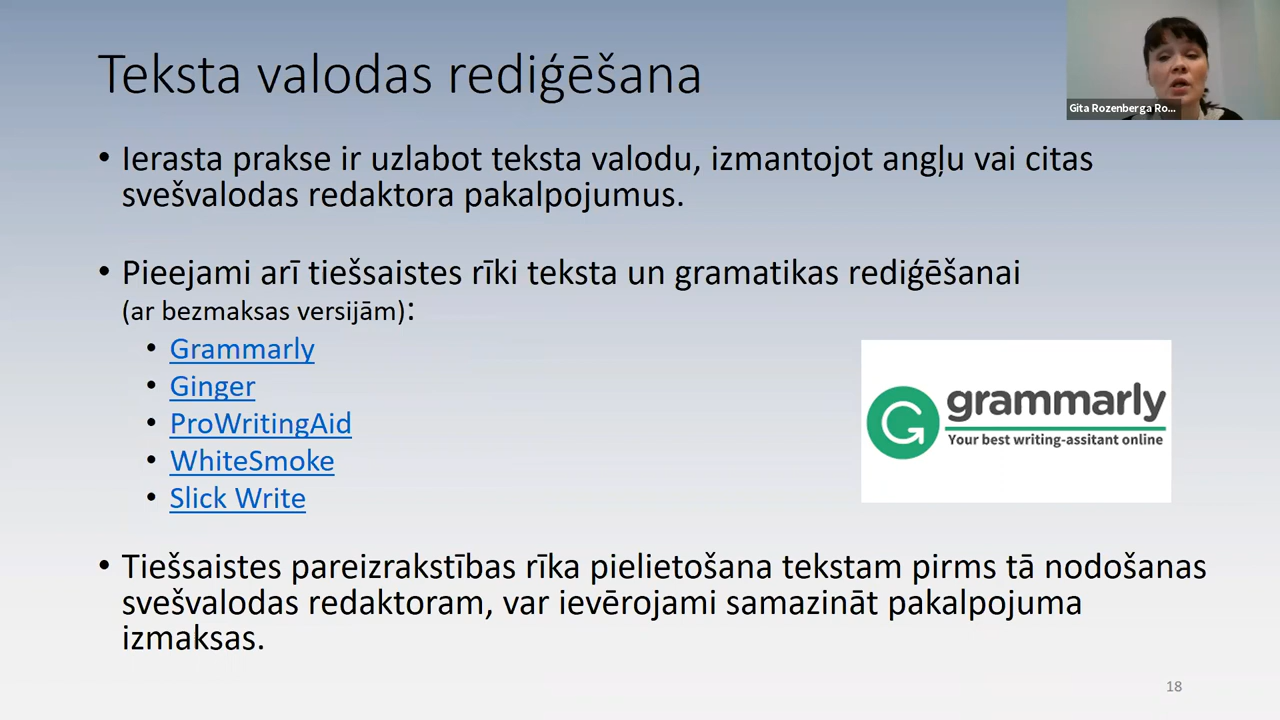 Teksta valodas rediģēšana
Gita Rozenberga Ro...
• Ierasta prakse ir uzlabot teksta valodu, izmantojot angļu vai citas
svešvalodas redaktora pakalpojumus.
• Pieejami arī tiešsaistes rīki teksta un gramatikas rediģēšanai
(ar bezmaksas versijām):
• Grammarly
• Ginger
• ProWritingAid
• WhiteSmoke
• Slick Write
grammarly
Your best writing-assitant online
• Tiešsaistes pareizrakstības rīka pielietošana tekstam pirms tā nodošanas
svešvalodas redaktoram, var ievērojami samazināt pakalpojuma
izmaksas.
18